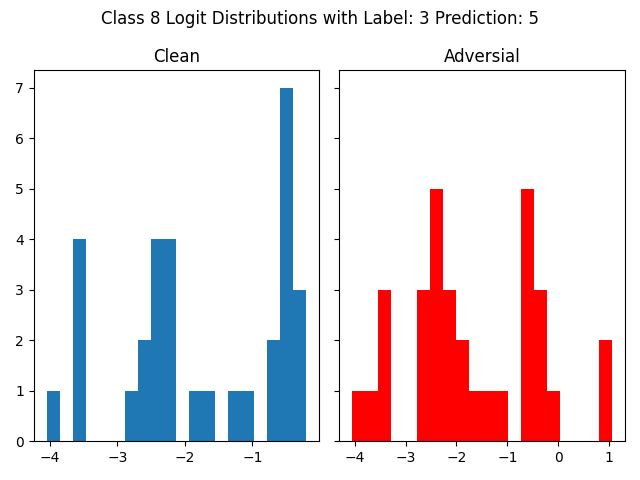 Class 8 Logit Distributions with Label: 3 Prediction: 5
Clean
Adversial
7
6
5
4
3
2
1
0
−4 −3 −2 −1
−4 −3 −2 −1 0 1